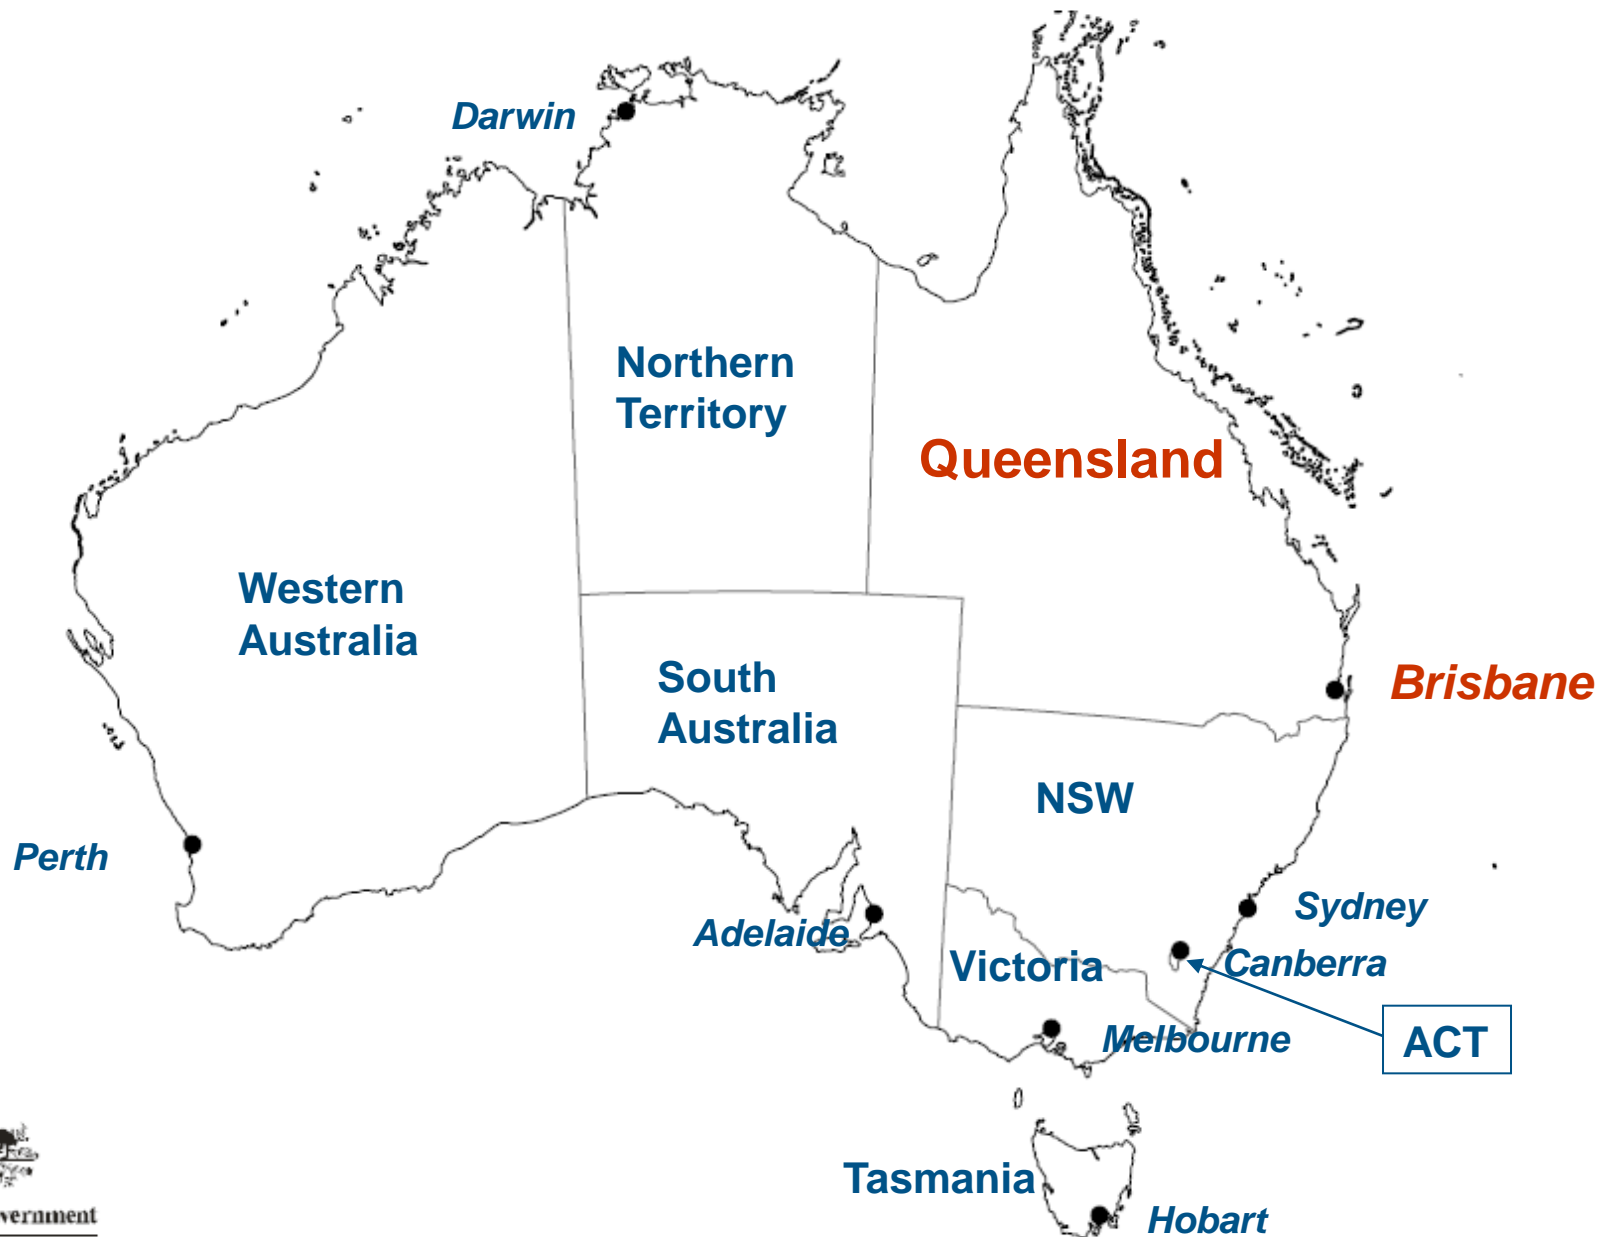 Darwin
Northern
Territory
Queensland
Western
Australia
South
Australia
Brisbane
NSW
Perth
Adelaide
Sydney
Victoria
Canberra
Melbourne
ACT
Tasmania
Hobart
vernment